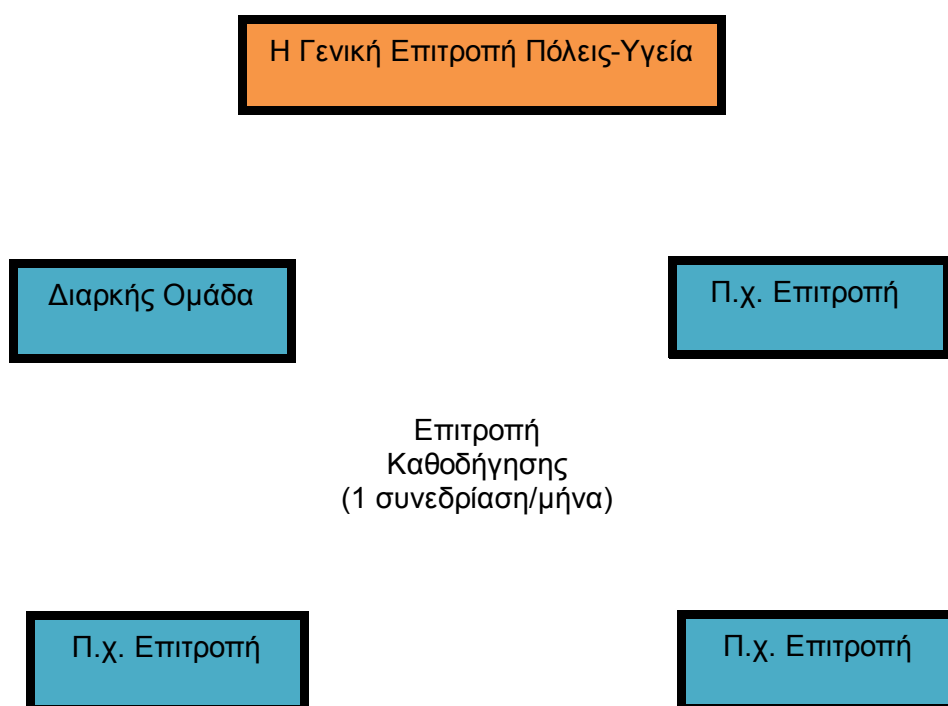 Η Γενική Επιτροπή Πόλεις-Υγεία
Διαρκής Ομάδα
Π.χ. Επιτροπή
Επιτροπή
Καθοδήγησης
(1 συνεδρίαση/μήνα)
Π.χ. Επιτροπή
Π.χ. Επιτροπή